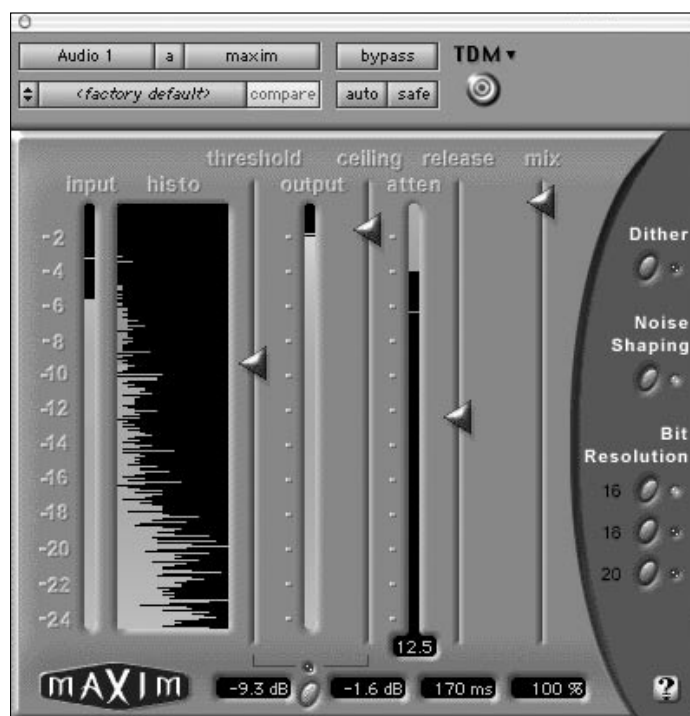 Audio 1 a maxim bypass TDM
<factory default> compare auto safe
threshold ceiling release mix
input histo output atten
-2
-4
-6
-8
-10
-12
-14
-16
-18
-20
-22
-24
Dither
Noise
Shaping
Bit
Resolution
16
18
20
12.5
mAXIm -9.3 dB -1.6 dB 170 ms 100 % ?